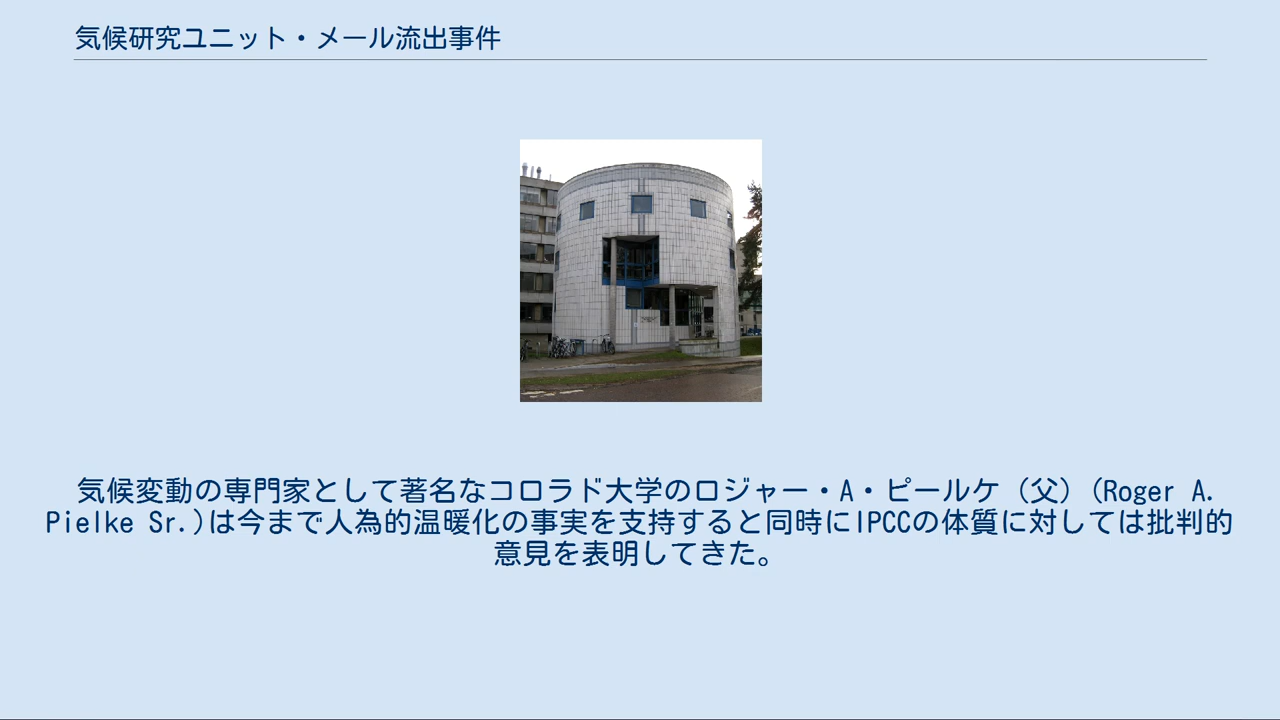 気候研究ユニット・メール流出事件
気候変動の専門家として著名なコロラド大学のロジャー・A・ピールケ（父）(Roger A.
Pielke Sr.)は今まで人為的温暖化の事実を支持すると同時にIPCCの体質に対しては批判的
意見を表明してきた。